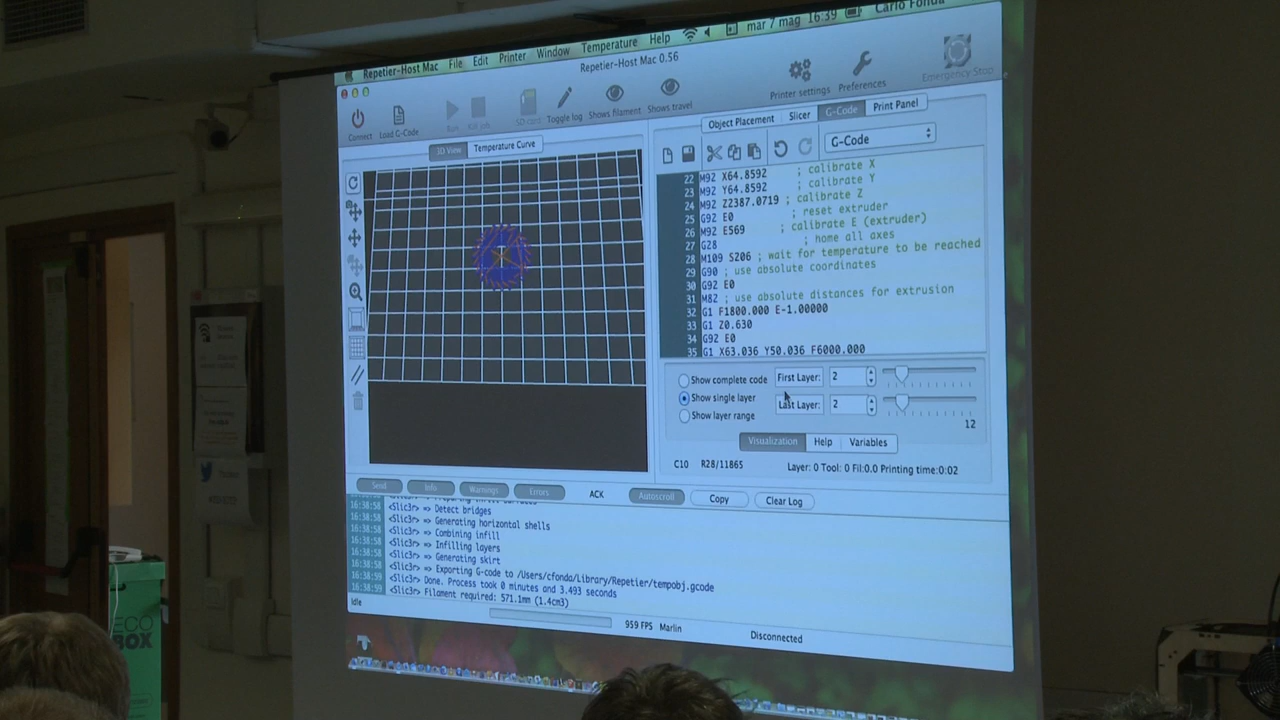 Repetier-Host Mac File Edit Printer Window Temperature Help mar 7 mag 16:39 Carlo Fonda
Repetier-Host Mac 0.56
Connect Load G-Code Run SD card Toggle log Shows filament Shows travel Printer settings Preferences Emergency Stop
3D View Temperature Curve
Object Placement Slicer G-Code Print Panel
G-Code
22 M92 X64.8592 ; calibrate X
23 M92 Y64.8592 ; calibrate Y
24 M92 Z2387.0719 ; calibrate Z
25 G92 E0 ; reset extruder
26 M92 E569 ; calibrate E (extruder)
27 G28 ; home all axes
28 M109 S206 ; wait for temperature to be reached
29 G90 ; use absolute coordinates
30 G92 E0
31 M82 ; use absolute distances for extrusion
32 G1 F1800.000 E-1.00000
33 G1 Z0.630
34 G92 E0
35 G1 X63.036 Y50.036 F6000.000
Show complete code First Layer: 2
Show single layer Last Layer: 2
Show layer range 12
Visualization Help Variables
C10 R28/11865 Layer: 0 Tool: 0 Fil:0.0 Printing time:0:02
Send Info Warnings Errors ACK Autoscroll Copy Clear Log
16:38:58 <Slic3r> => Detect bridges
16:38:58 <Slic3r> => Generating horizontal shells
16:38:58 <Slic3r> => Combining infill
16:38:58 <Slic3r> => Infilling layers
16:38:58 <Slic3r> => Generating skirt
16:38:58 <Slic3r> => Exporting G-code to /Users/cfonda/Library/Repetier/tempobj.gcode
16:38:59 <Slic3r> Done. Process took 0 minutes and 3.493 seconds
16:38:59 <Slic3r> Filament required: 571.1mm (1.4cm3)
Idle 959 FPS Marlin Disconnected
ECO
BOX